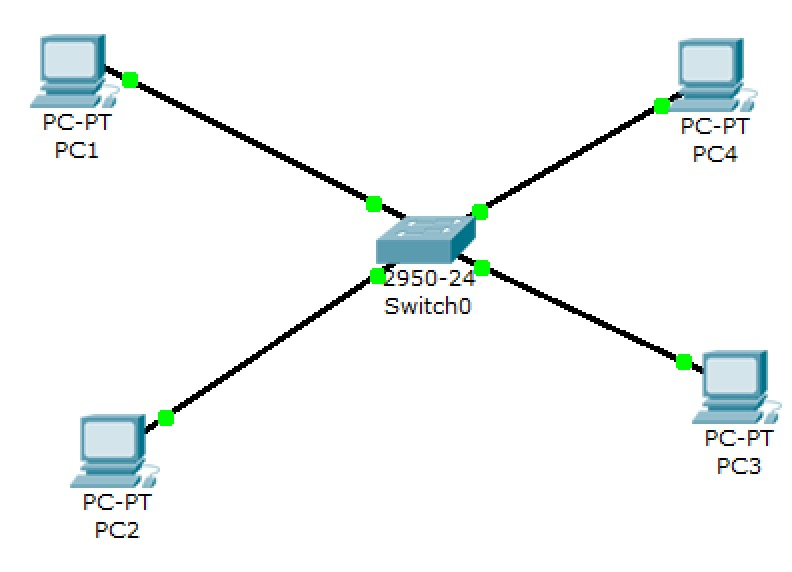 PC-PT
PC1
PC-PT
PC4
2950-24
Switch0
PC-PT
PC3
PC-PT
PC2